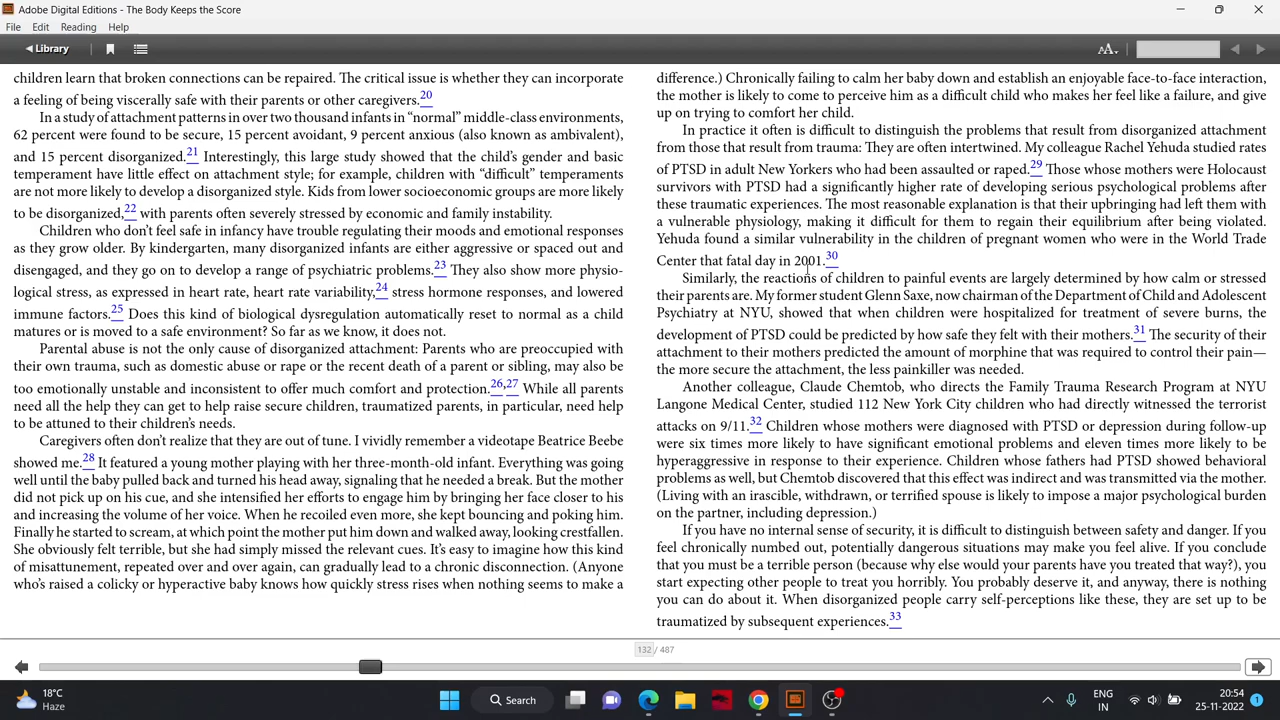 Adobe Digital Editions - The Body Keeps the Score
File Edit Reading Help
Library
AA
children learn that broken connections can be repaired. The critical issue is whether they can incorporate
a feeling of being viscerally safe with their parents or other caregivers.20
In a study of attachment patterns in over two thousand infants in “normal” middle-class environments,
62 percent were found to be secure, 15 percent avoidant, 9 percent anxious (also known as ambivalent),
and 15 percent disorganized.21 Interestingly, this large study showed that the child’s gender and basic
temperament have little effect on attachment style; for example, children with “difficult” temperaments
are not more likely to develop a disorganized style. Kids from lower socioeconomic groups are more likely
to be disorganized,22 with parents often severely stressed by economic and family instability.
Children who don’t feel safe in infancy have trouble regulating their moods and emotional responses
as they grow older. By kindergarten, many disorganized infants are either aggressive or spaced out and
disengaged, and they go on to develop a range of psychiatric problems.23 They also show more physio-
logical stress, as expressed in heart rate, heart rate variability,24 stress hormone responses, and lowered
immune factors.25 Does this kind of biological dysregulation automatically reset to normal as a child
matures or is moved to a safe environment? So far as we know, it does not.
Parental abuse is not the only cause of disorganized attachment: Parents who are preoccupied with
their own trauma, such as domestic abuse or rape or the recent death of a parent or sibling, may also be
too emotionally unstable and inconsistent to offer much comfort and protection.26,27 While all parents
need all the help they can get to help raise secure children, traumatized parents, in particular, need help
to be attuned to their children’s needs.
Caregivers often don’t realize that they are out of tune. I vividly remember a videotape Beatrice Beebe
showed me.28 It featured a young mother playing with her three-month-old infant. Everything was going
well until the baby pulled back and turned his head away, signaling that he needed a break. But the mother
did not pick up on his cue, and she intensified her efforts to engage him by bringing her face closer to his
and increasing the volume of her voice. When he recoiled even more, she kept bouncing and poking him.
Finally he started to scream, at which point the mother put him down and walked away, looking crestfallen.
She obviously felt terrible, but she had simply missed the relevant cues. It’s easy to imagine how this kind
of misattunement, repeated over and over again, can gradually lead to a chronic disconnection. (Anyone
who’s raised a colicky or hyperactive baby knows how quickly stress rises when nothing seems to make a
difference.) Chronically failing to calm her baby down and establish an enjoyable face-to-face interaction,
the mother is likely to come to perceive him as a difficult child who makes her feel like a failure, and give
up on trying to comfort her child.
In practice it often is difficult to distinguish the problems that result from disorganized attachment
from those that result from trauma: They are often intertwined. My colleague Rachel Yehuda studied rates
of PTSD in adult New Yorkers who had been assaulted or raped.29 Those whose mothers were Holocaust
survivors with PTSD had a significantly higher rate of developing serious psychological problems after
these traumatic experiences. The most reasonable explanation is that their upbringing had left them with
a vulnerable physiology, making it difficult for them to regain their equilibrium after being violated.
Yehuda found a similar vulnerability in the children of pregnant women who were in the World Trade
Center that fatal day in 2001.30
Similarly, the reactions of children to painful events are largely determined by how calm or stressed
their parents are. My former student Glenn Saxe, now chairman of the Department of Child and Adolescent
Psychiatry at NYU, showed that when children were hospitalized for treatment of severe burns, the
development of PTSD could be predicted by how safe they felt with their mothers.31 The security of their
attachment to their mothers predicted the amount of morphine that was required to control their pain—
the more secure the attachment, the less painkiller was needed.
Another colleague, Claude Chemtob, who directs the Family Trauma Research Program at NYU
Langone Medical Center, studied 112 New York City children who had directly witnessed the terrorist
attacks on 9/11.32 Children whose mothers were diagnosed with PTSD or depression during follow-up
were six times more likely to have significant emotional problems and eleven times more likely to be
hyperaggressive in response to their experience. Children whose fathers had PTSD showed behavioral
problems as well, but Chemtob discovered that this effect was indirect and was transmitted via the mother.
(Living with an irascible, withdrawn, or terrified spouse is likely to impose a major psychological burden
on the partner, including depression.)
If you have no internal sense of security, it is difficult to distinguish between safety and danger. If you
feel chronically numbed out, potentially dangerous situations may make you feel alive. If you conclude
that you must be a terrible person (because why else would your parents have you treated that way?), you
start expecting other people to treat you horribly. You probably deserve it, and anyway, there is nothing
you can do about it. When disorganized people carry self-perceptions like these, they are set up to be
traumatized by subsequent experiences.33
132 / 487
18°C
Haze
Search
ENG
IN
20:54
25-11-2022
1